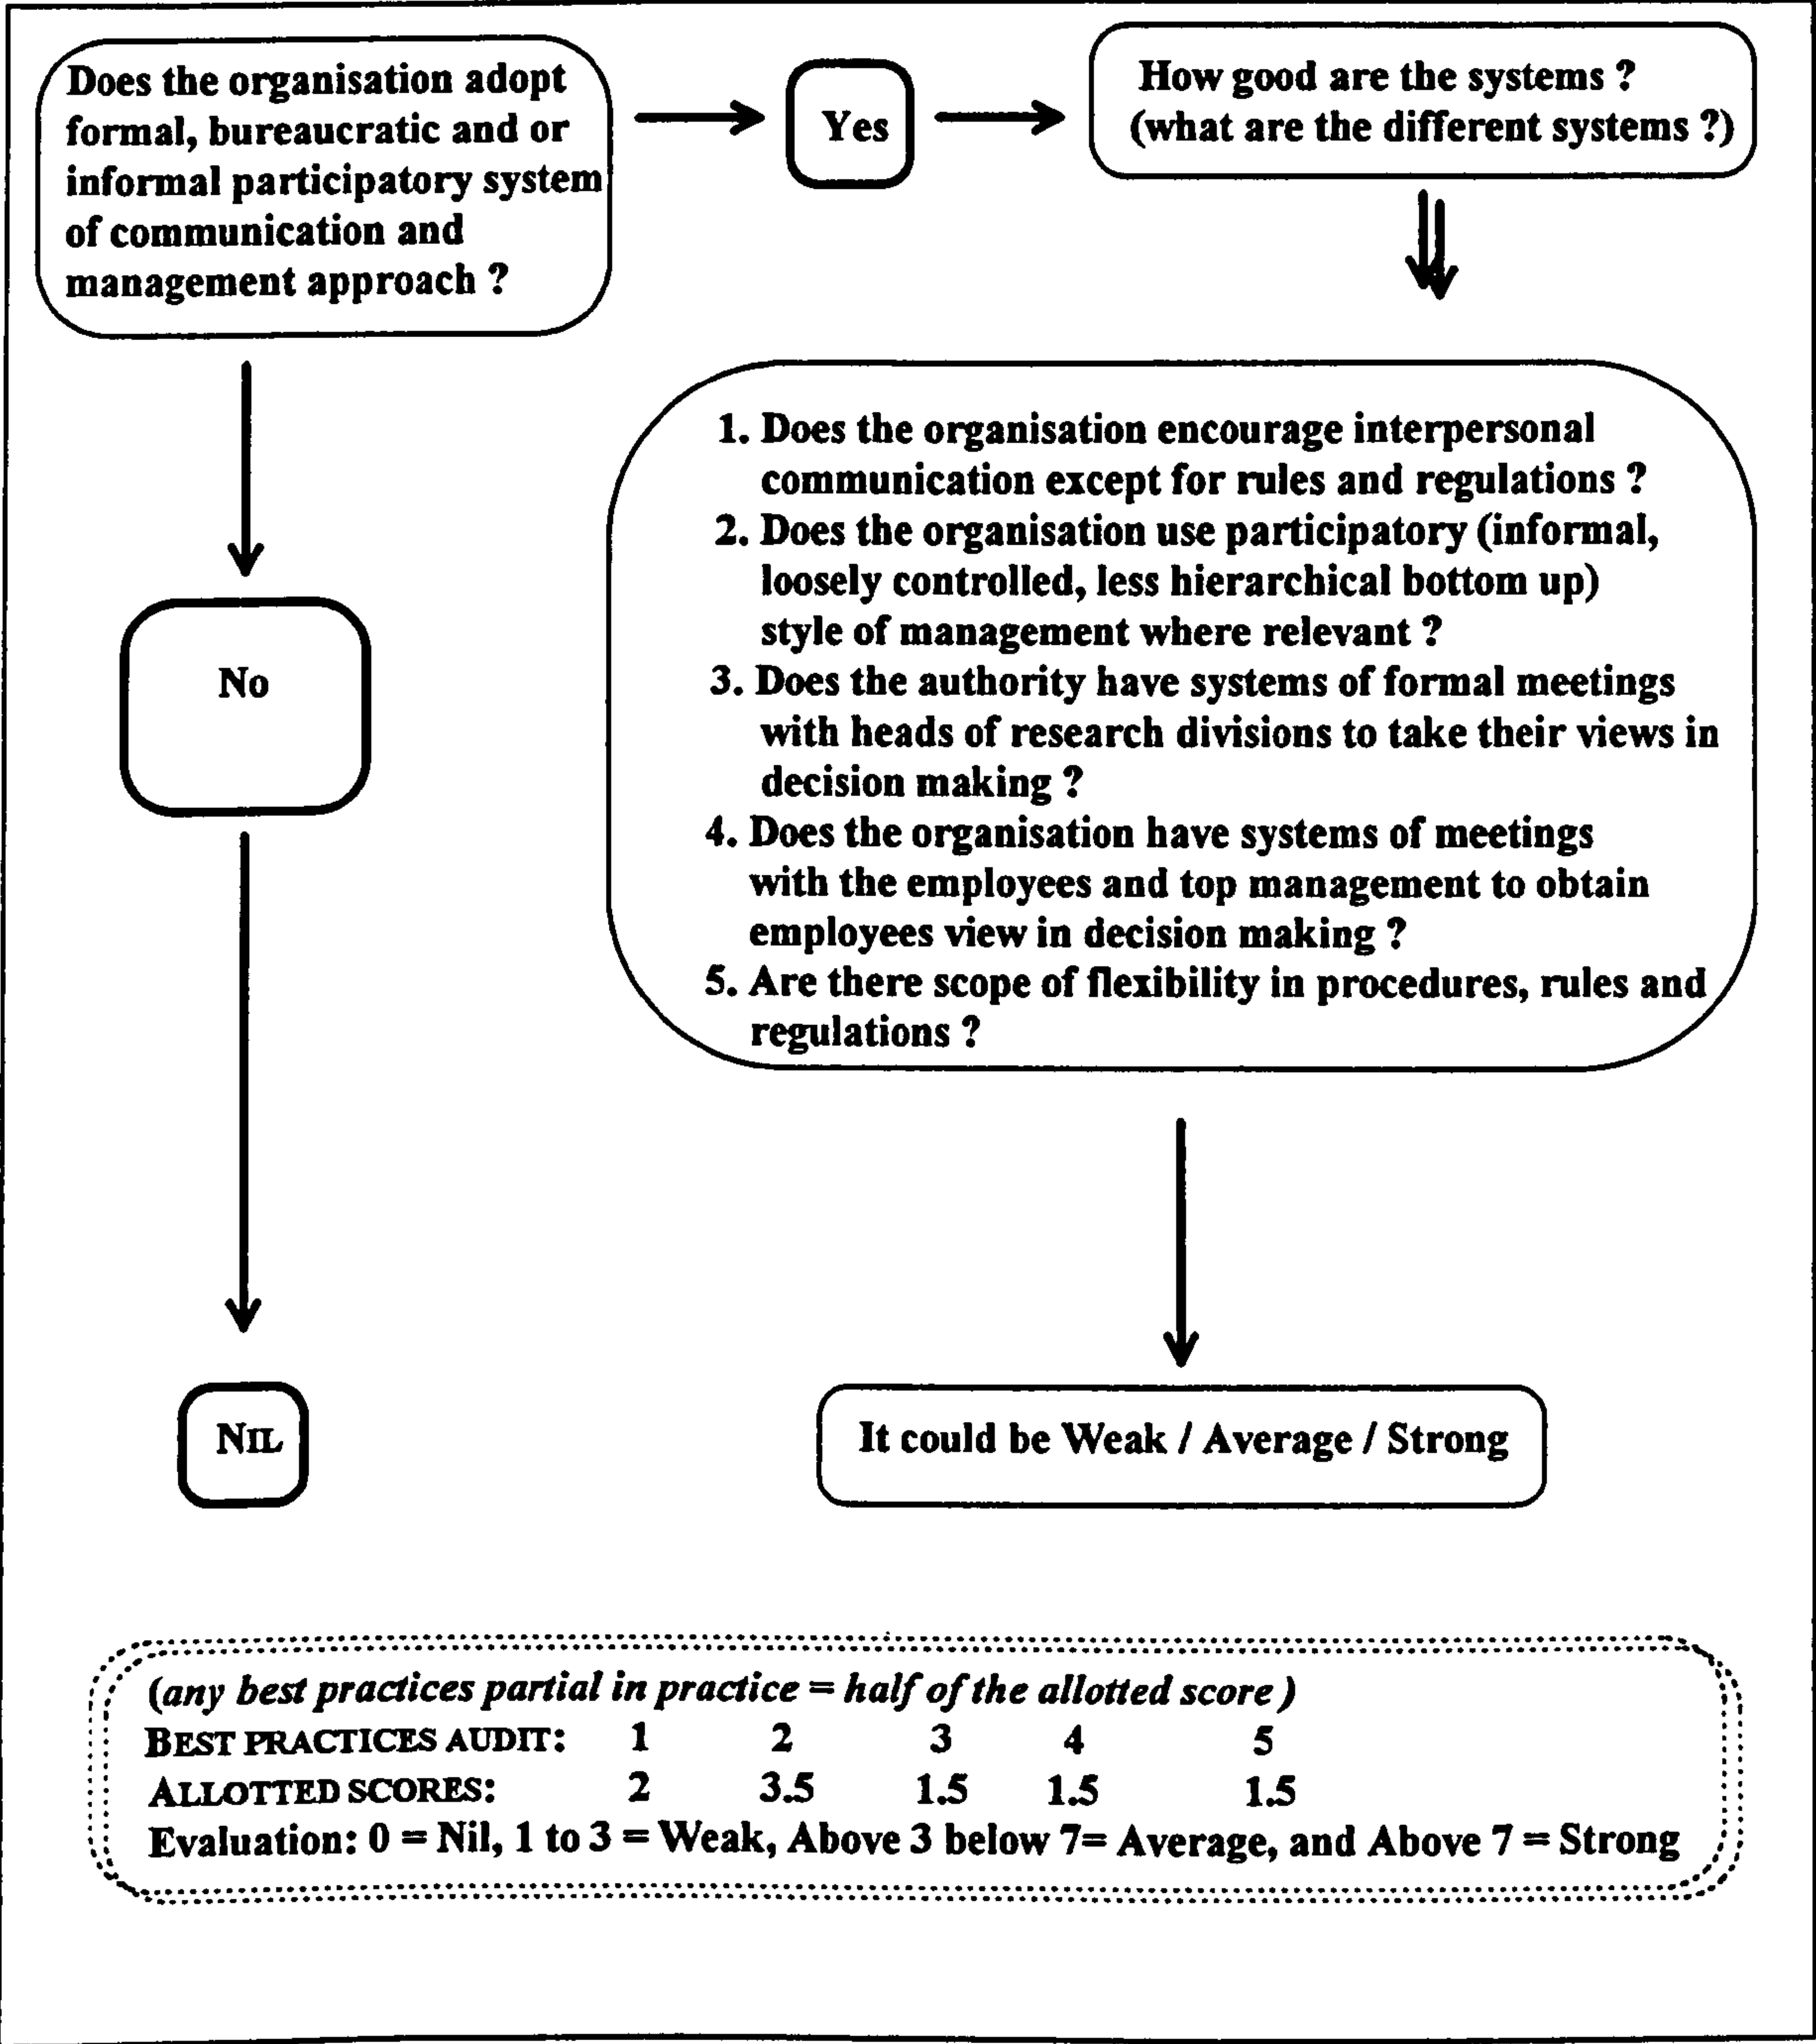 Does the organisation adopt
formal, bureaucratic and or
informal participatory system
of communication and
management approach ?
Yes
How good are the systems ?
(what are the different systems ?)
1. Does the organisation encourage interpersonal
communication except for rules and regulations ?
2. Does the organisation use participatory (informal,
loosely controlled, less hierarchical bottom up)
style of management where relevant ?
3. Does the authority have systems of formal meetings
with heads of research divisions to take their views in
decision making ?
4. Does the organisation have systems of meetings
with the employees and top management to obtain
employees view in decision making ?
5. Are there scope of flexibility in procedures, rules and
regulations ?
No
NIL
It could be Weak / Average / Strong
(any best practices partial in practice = half of the allotted score )
BEST PRACTICES AUDIT: 1 2 3 4 5
ALLOTTED SCORES: 2 3.5 1.5 1.5 1.5
Evaluation: 0 = Nil, 1 to 3 = Weak, Above 3 below 7= Average, and Above 7 = Strong